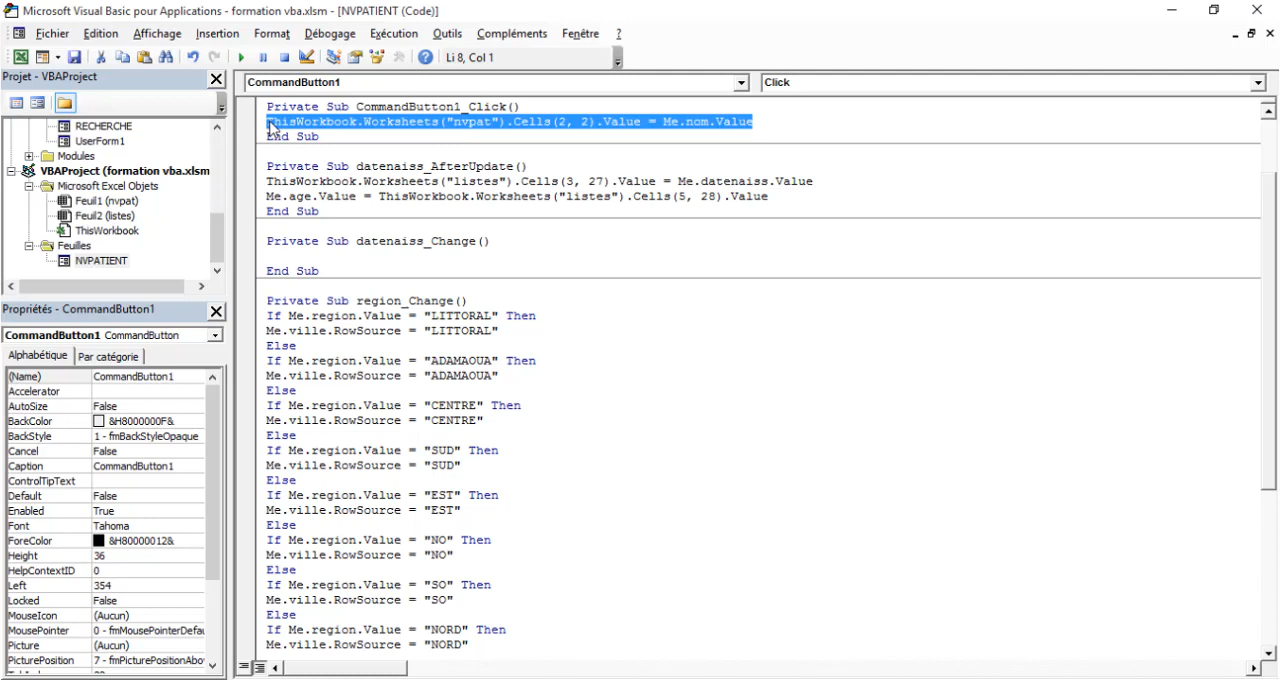 Microsoft Visual Basic pour Applications - formation vba.xlsm - [NVPATIENT (Code)]
Fichier Edition Affichage Insertion Format Débogage Exécution Outils Compléments Fenêtre ?
Li 8, Col 1
Projet - VBAProject
RECHERCHE
UserForm1
Modules
VBAProject (formation vba.xlsm
Microsoft Excel Objets
Feuil1 (nvpat)
Feuil2 (listes)
ThisWorkbook
Feuilles
NVPATIENT
Propriétés - CommandButton1
CommandButton1 CommandButton
Alphabétique Par catégorie
(Name) CommandButton1
Accelerator
AutoSize False
BackColor &H8000000F&
BackStyle 1 - fmBackStyleOpaque
Cancel False
Caption CommandButton1
ControlTipText
Default False
Enabled True
Font Tahoma
ForeColor &H80000012&
Height 36
HelpContextID 0
Left 354
Locked False
MouseIcon (Aucun)
MousePointer 0 - fmMousePointerDefau
Picture (Aucun)
PicturePosition 7 - fmPicturePositionAbov
CommandButton1 Click
Private Sub CommandButton1_Click()
ThisWorkbook.Worksheets("nvpat").Cells(2, 2).Value = Me.nom.Value
End Sub
Private Sub datenaiss_AfterUpdate()
ThisWorkbook.Worksheets("listes").Cells(3, 27).Value = Me.datenaiss.Value
Me.age.Value = ThisWorkbook.Worksheets("listes").Cells(5, 28).Value
End Sub
Private Sub datenaiss_Change()
End Sub
Private Sub region_Change()
If Me.region.Value = "LITTORAL" Then
Me.ville.RowSource = "LITTORAL"
Else
If Me.region.Value = "ADAMAOUA" Then
Me.ville.RowSource = "ADAMAOUA"
Else
If Me.region.Value = "CENTRE" Then
Me.ville.RowSource = "CENTRE"
Else
If Me.region.Value = "SUD" Then
Me.ville.RowSource = "SUD"
Else
If Me.region.Value = "EST" Then
Me.ville.RowSource = "EST"
Else
If Me.region.Value = "NO" Then
Me.ville.RowSource = "NO"
Else
If Me.region.Value = "SO" Then
Me.ville.RowSource = "SO"
Else
If Me.region.Value = "NORD" Then
Me.ville.RowSource = "NORD"